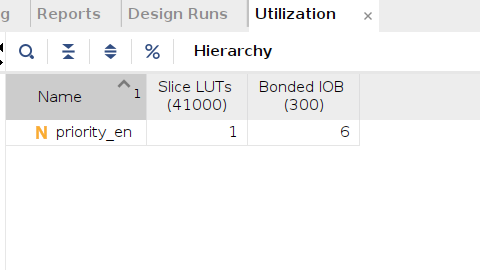 g Reports Design Runs Utilization ×
% Hierarchy
Name 1 Slice LUTs (41000) Bonded IOB (300)
N priority_en 1 6